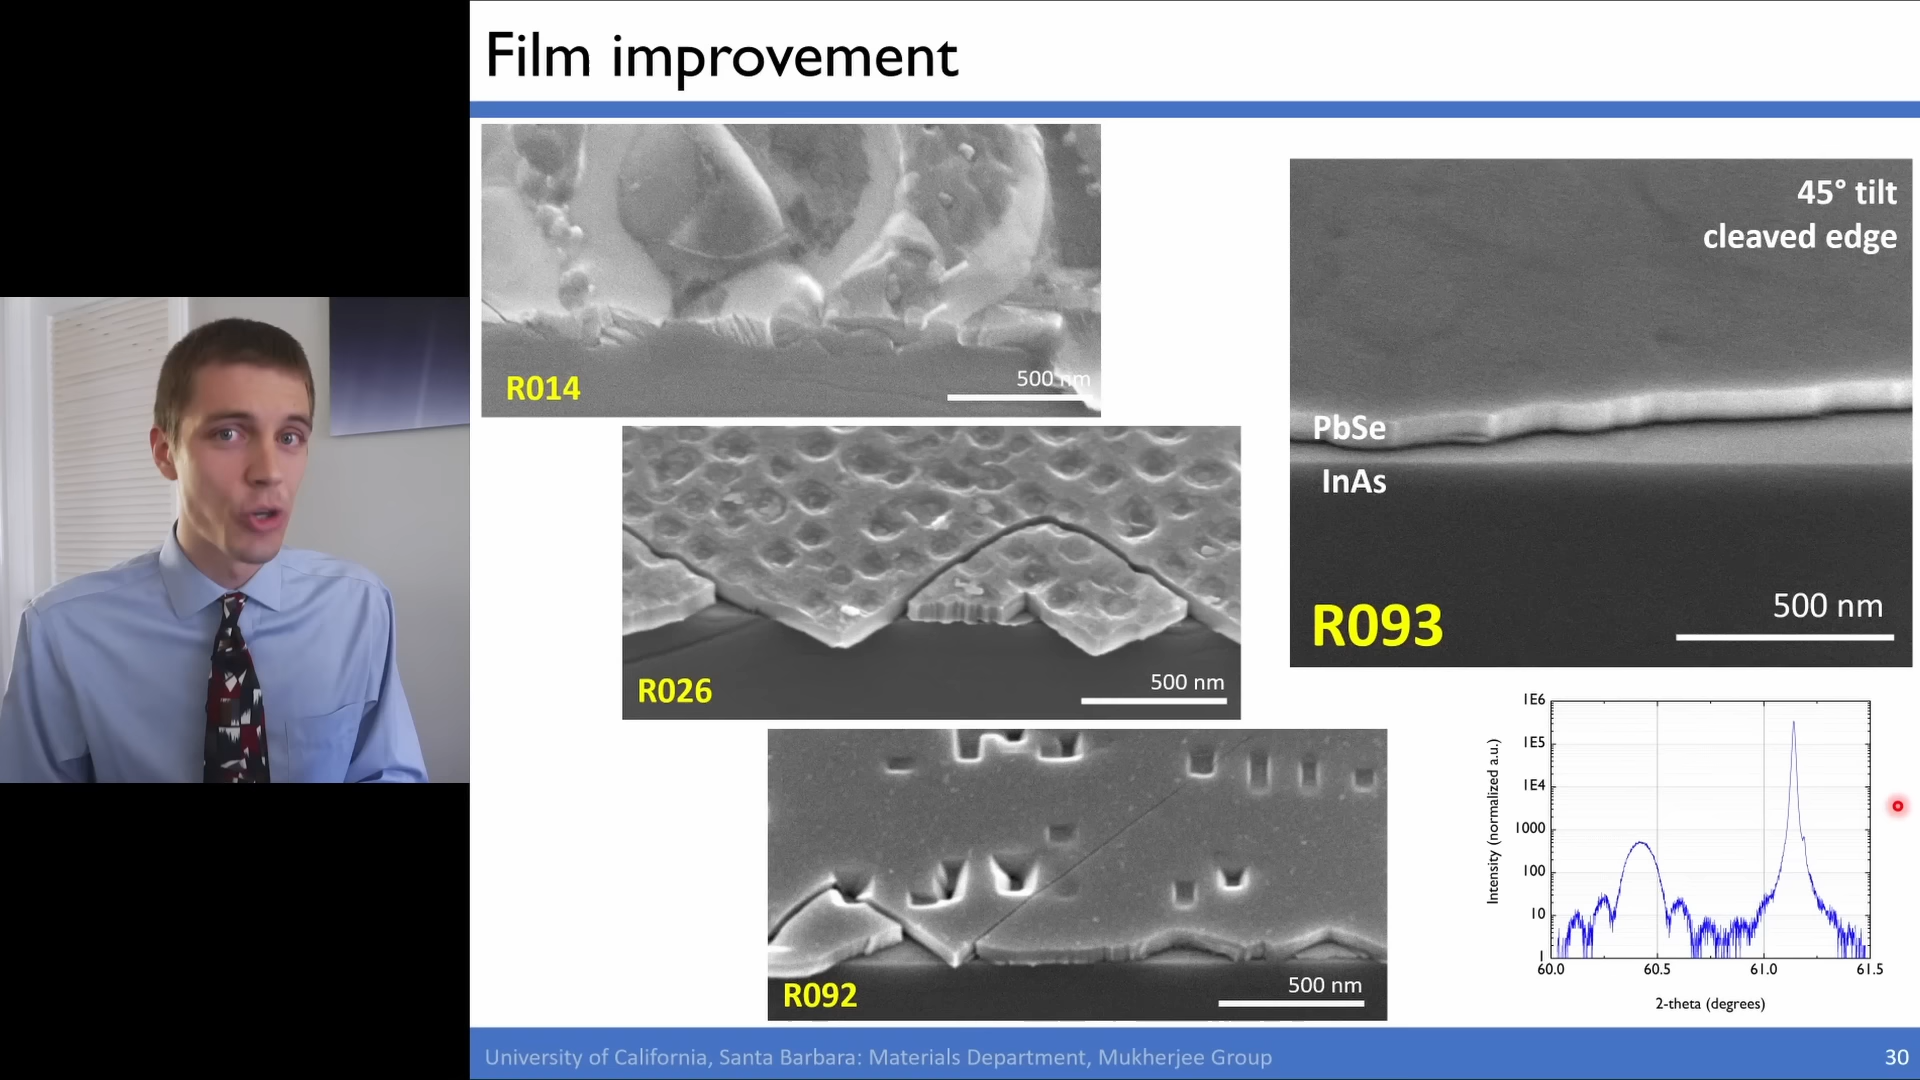 Film improvement
R014
500 nm
R026
500 nm
R092
500 nm
45° tilt
cleaved edge
PbSe
InAs
R093
500 nm
Intensity (normalized a.u.)
1E6
1E5
1E4
1000
100
10
1
60.0
60.5
61.0
61.5
2-theta (degrees)
University of California, Santa Barbara: Materials Department, Mukherjee Group
30